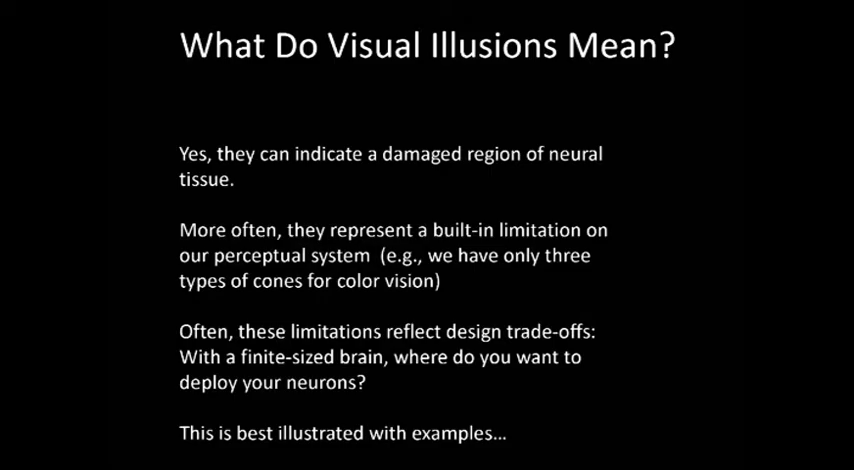 What Do Visual Illusions Mean?
Yes, they can indicate a damaged region of neural
tissue.
More often, they represent a built-in limitation on
our perceptual system  (e.g., we have only three
types of cones for color vision)
Often, these limitations reflect design trade-offs:
With a finite-sized brain, where do you want to
deploy your neurons?
This is best illustrated with examples…